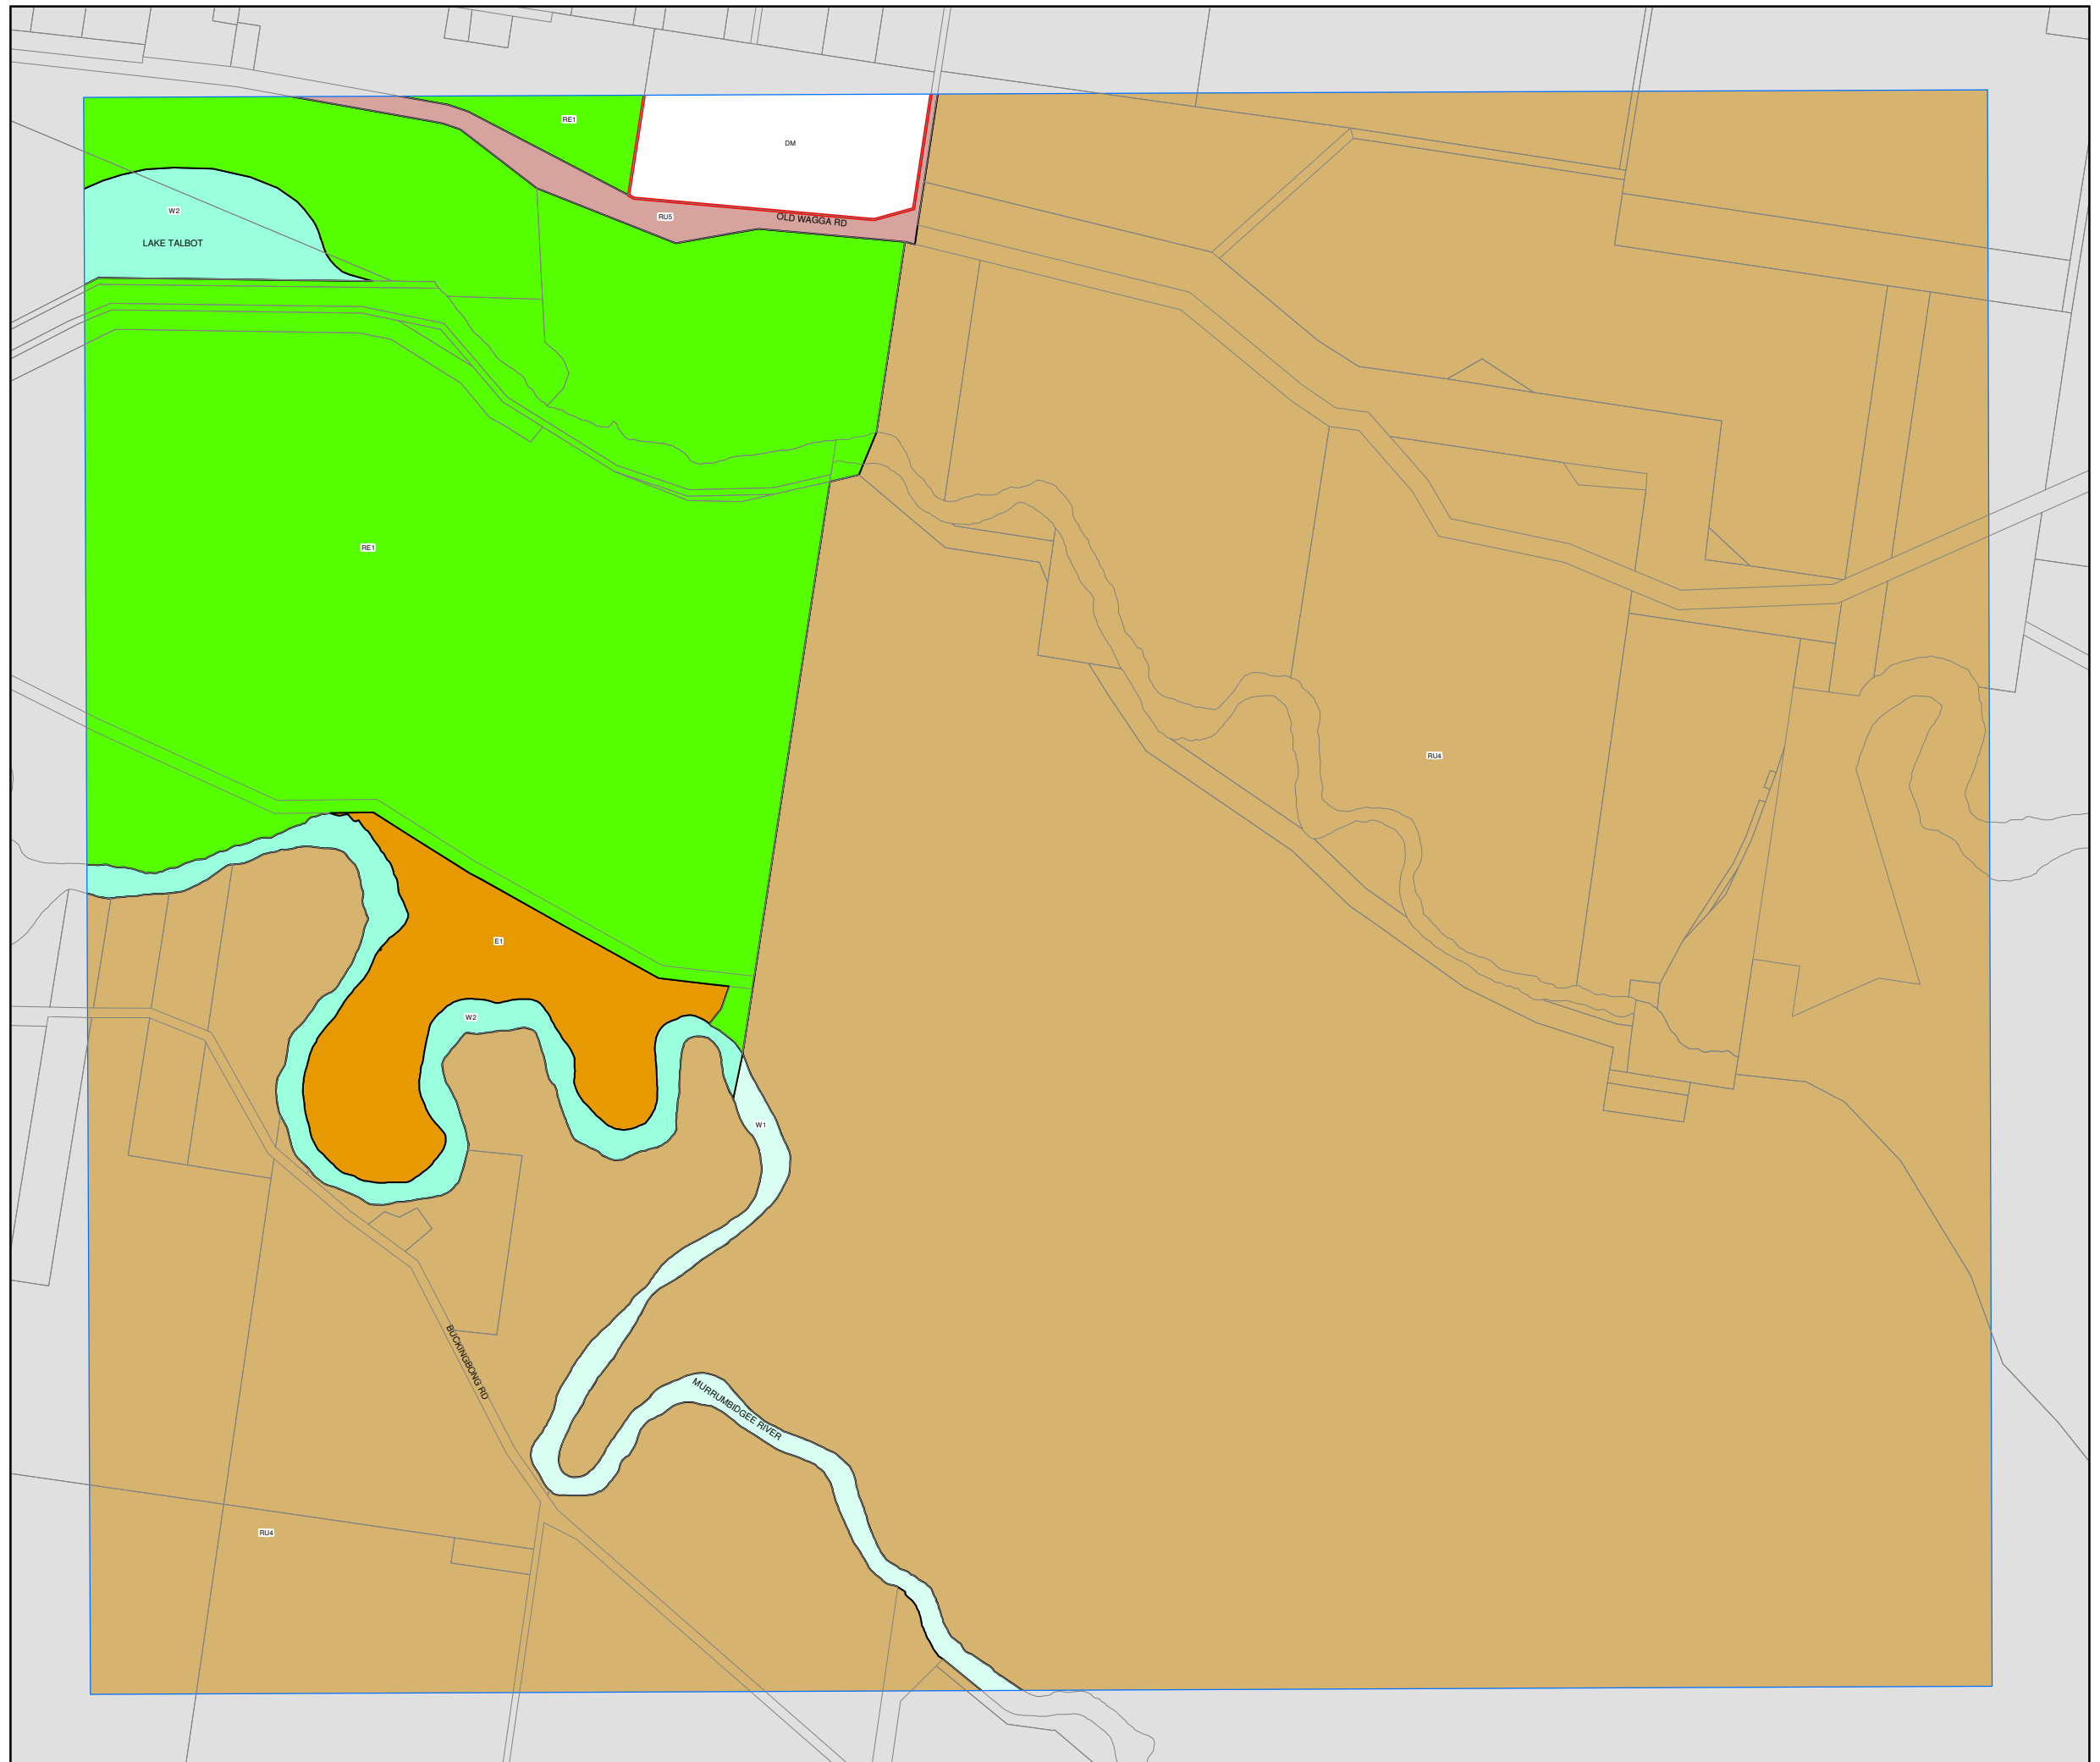 RE1
DM
W2
RU5
OLD WAGGA RD
LAKE TALBOT
RE1
RU4
E1
W2
W1
BUCKINGBONG RD
MURRUMBIDGEE RIVER
RU4